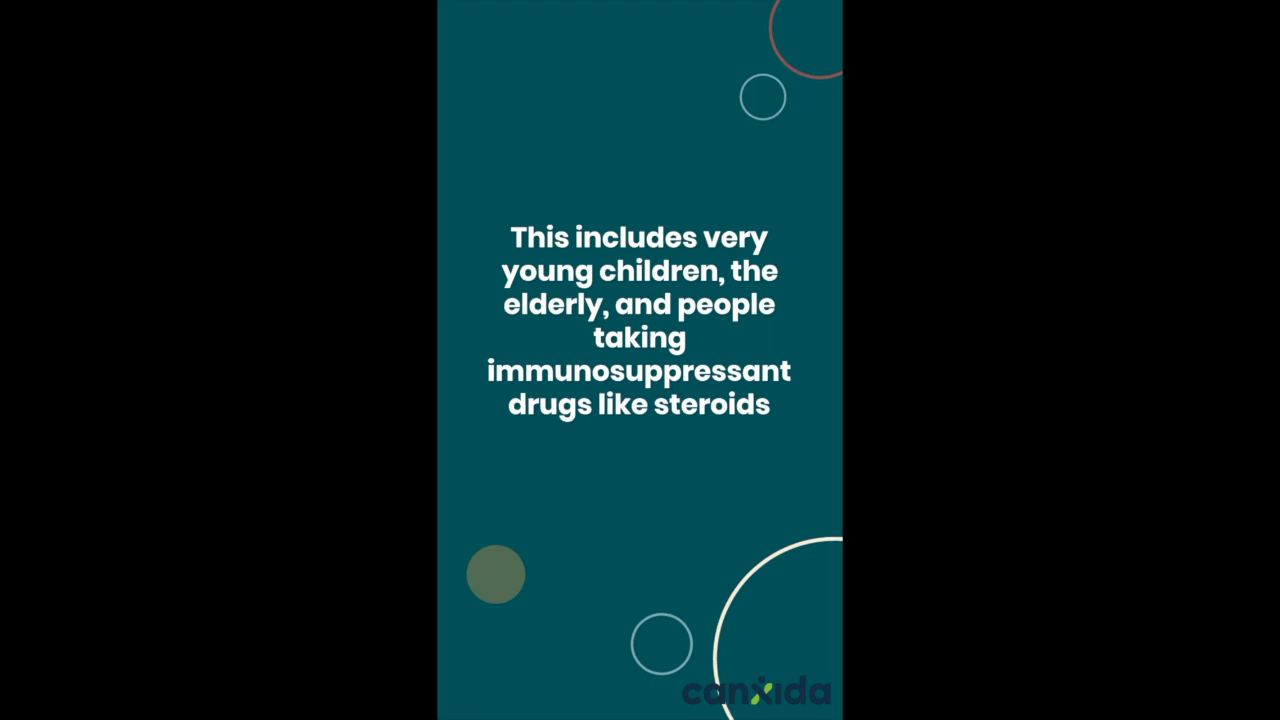 This includes very
young children, the
elderly, and people
taking
immunosuppressant
drugs like steroids
canxida